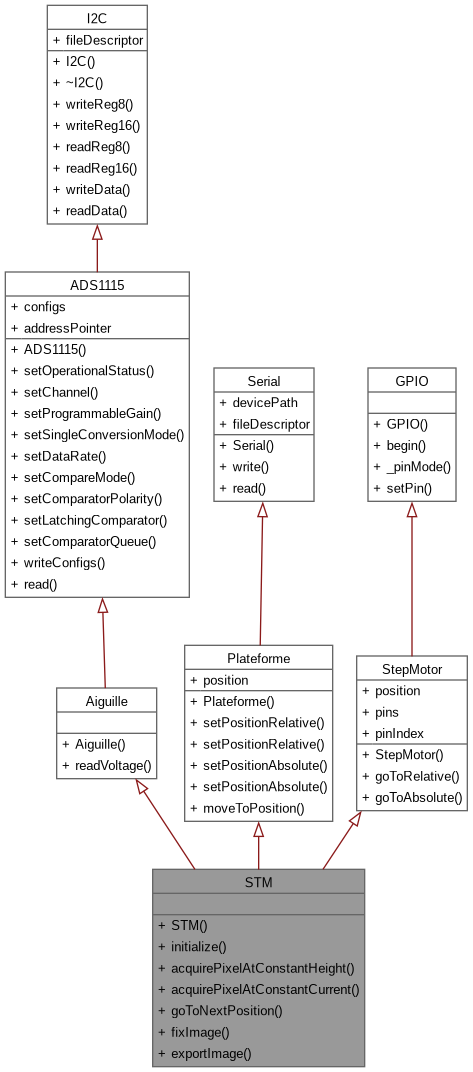 I2C
+ fileDescriptor
+ I2C()
+ ~I2C()
+ writeReg8()
+ writeReg16()
+ readReg8()
+ readReg16()
+ writeData()
+ readData()
ADS1115
+ configs
+ addressPointer
+ ADS1115()
+ setOperationalStatus()
+ setChannel()
+ setProgrammableGain()
+ setSingleConversionMode()
+ setDataRate()
+ setCompareMode()
+ setComparatorPolarity()
+ setLatchingComparator()
+ setComparatorQueue()
+ writeConfigs()
+ read()
Serial
+ devicePath
+ fileDescriptor
+ Serial()
+ write()
+ read()
GPIO
+ GPIO()
+ begin()
+ _pinMode()
+ setPin()
Aiguille
+ Aiguille()
+ readVoltage()
Plateforme
+ position
+ Plateforme()
+ setPositionRelative()
+ setPositionRelative()
+ setPositionAbsolute()
+ setPositionAbsolute()
+ moveToPosition()
StepMotor
+ position
+ pins
+ pinIndex
+ StepMotor()
+ goToRelative()
+ goToAbsolute()
STM
+ STM()
+ initialize()
+ acquirePixelAtConstantHeight()
+ acquirePixelAtConstantCurrent()
+ goToNextPosition()
+ fixImage()
+ exportImage()